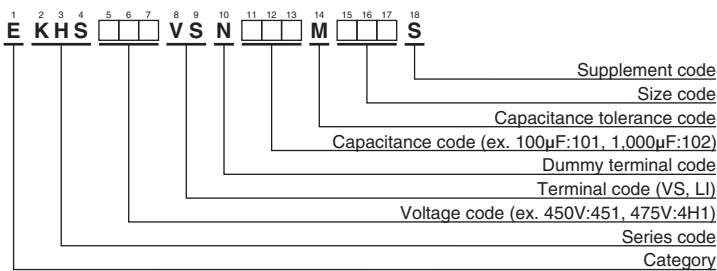 1 2 3 4 5 6 7 8 9 10 11 12 13 14 15 16 17 18
E K H S V S N M S
Supplement code
Size code
Capacitance tolerance code
Capacitance code (ex. 100µF:101, 1,000µF:102)
Dummy terminal code
Terminal code (VS, LI)
Voltage code (ex. 450V:451, 475V:4H1)
Series code
Category